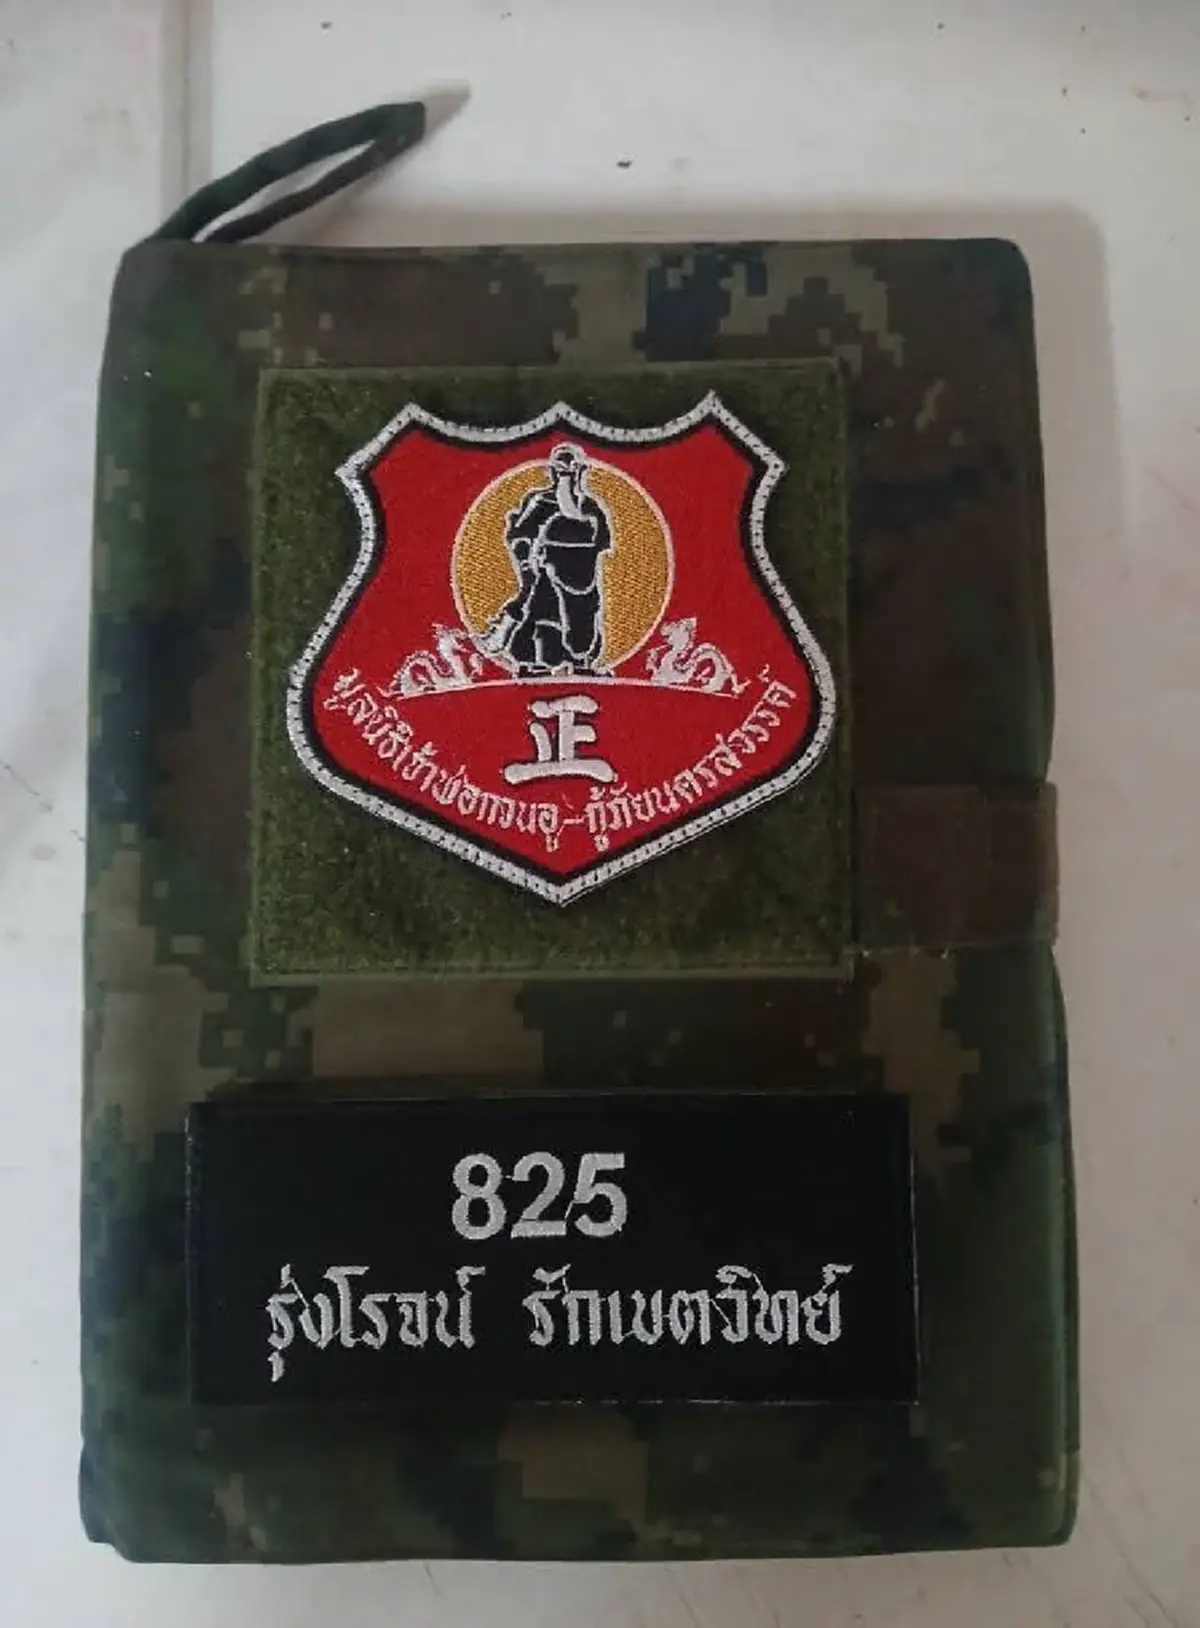 正
มูลนิธิเจ้าพ่อกวนอู-กู้ภัยนครสวรรค์
825
รุ่งโรจน์ รักเขตวิทย์